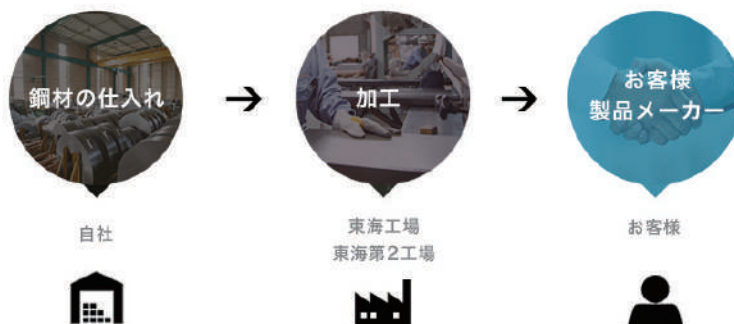 鋼材の仕入れ
加工
お客様
製品メーカー
自社
東海工場
東海第2工場
お客様